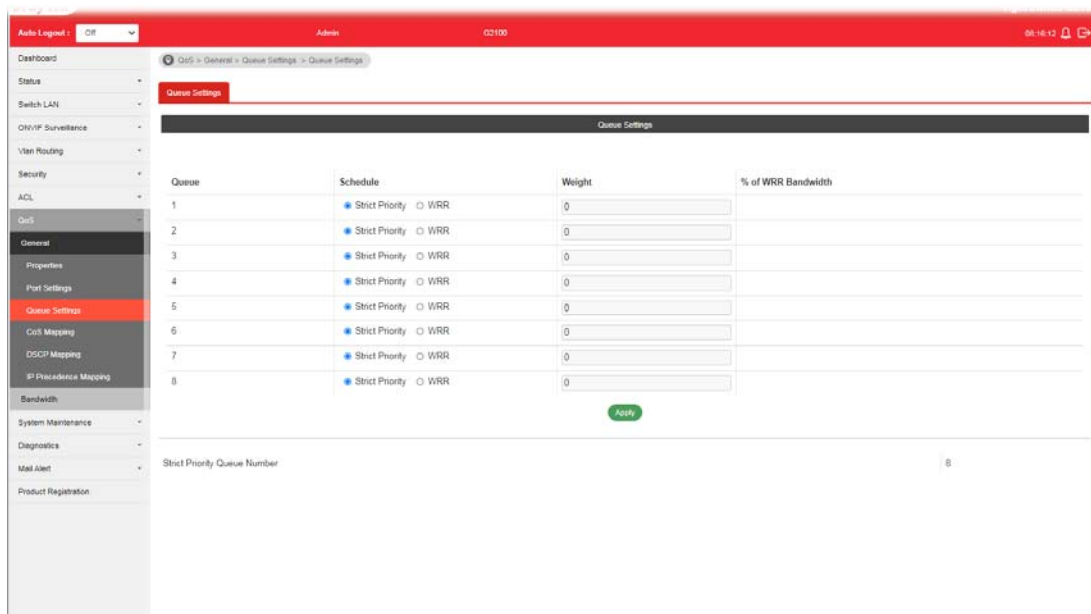 Auto Logout : Off Admin G2100 08:16:12
Dashboard
Status
Switch LAN
ONVIF Surveillance
Vlan Routing
Security
ACL
QoS
General
Properties
Port Settings
Queue Settings
CoS Mapping
DSCP Mapping
IP Precedence Mapping
Bandwidth
System Maintenance
Diagnostics
Mail Alert
Product Registration
QoS > General > Queue Settings > Queue Settings
Queue Settings
Queue Settings
Queue Schedule Weight % of WRR Bandwidth
1 Strict Priority WRR 0
2 Strict Priority WRR 0
3 Strict Priority WRR 0
4 Strict Priority WRR 0
5 Strict Priority WRR 0
6 Strict Priority WRR 0
7 Strict Priority WRR 0
8 Strict Priority WRR 0
Apply
Strict Priority Queue Number 8